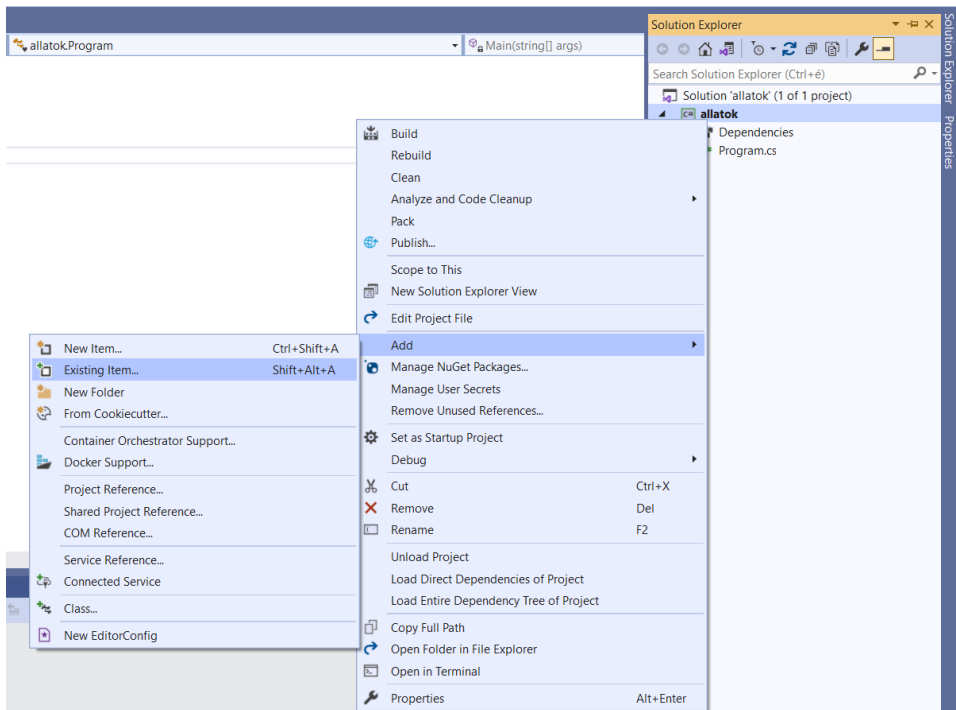 Solution Explorer
allatok.Program
Main(string[] args)
Search Solution Explorer (Ctrl+é)
Solution 'allatok' (1 of 1 project)
C# allatok
Dependencies
Program.cs
Solution Explorer
Properties
Build
Rebuild
Clean
Analyze and Code Cleanup
Pack
Publish...
Scope to This
New Solution Explorer View
Edit Project File
Add
Manage NuGet Packages...
Manage User Secrets
Remove Unused References...
Set as Startup Project
Debug
Cut Ctrl+X
Remove Del
Rename F2
Unload Project
Load Direct Dependencies of Project
Load Entire Dependency Tree of Project
Copy Full Path
Open Folder in File Explorer
Open in Terminal
Properties Alt+Enter
New Item... Ctrl+Shift+A
Existing Item... Shift+Alt+A
New Folder
From Cookiecutter...
Container Orchestrator Support...
Docker Support...
Project Reference...
Shared Project Reference...
COM Reference...
Service Reference...
Connected Service
Class...
New EditorConfig